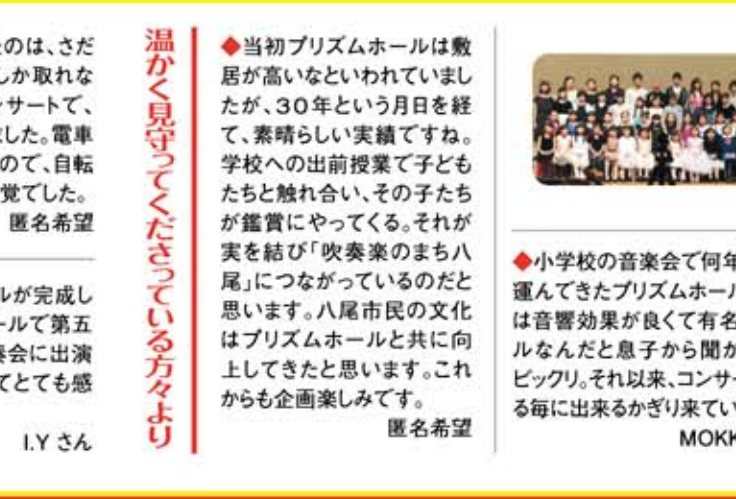 のは、さだ
しか取れな
ンサートで、
ました。電車
ので、自転
覚でした。
匿名希望
ルが完成し
ールで第五
奏会に出演
てとても感
I.Y さん
温かく見守ってくださっている方々より
◆当初プリズムホールは敷
居が高いなといわれていまし
たが、30年という月日を経
て、素晴らしい実績ですね。
学校への出前授業で子ども
たちと触れ合い、その子たち
が鑑賞にやってくる。それが
実を結び「吹奏楽のまち八
尾」につながっているのだと
思います。八尾市民の文化
はプリズムホールと共に向
上してきたと思います。これ
からも企画楽しみです。
匿名希望
◆小学校の音楽会で何年
運んできたプリズムホール
は音響効果が良くて有名
ルなんだと息子から聞か
ビックリ。それ以来、コンサー
る毎に出来るかぎり来てい
MOKK